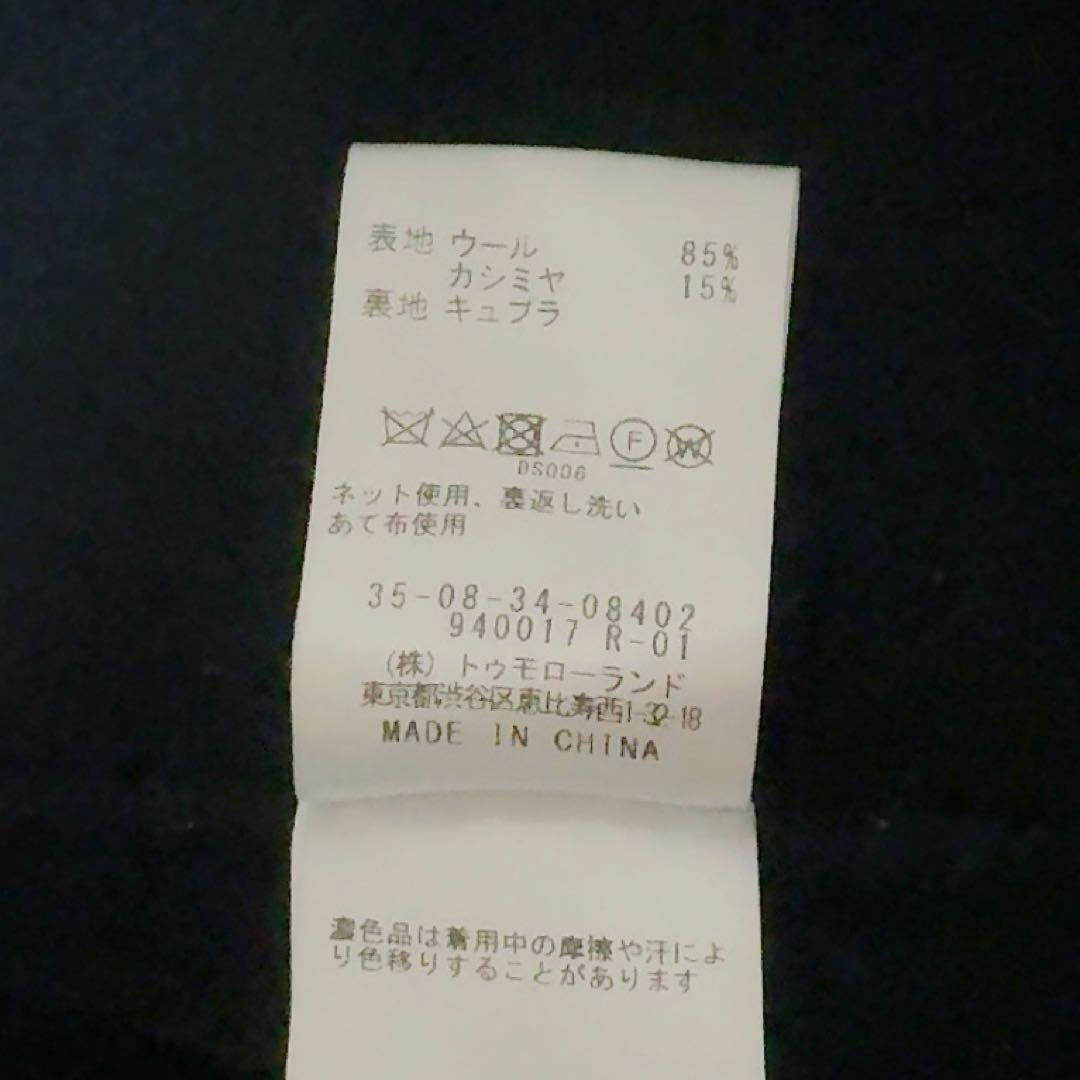 表地 ウール 85%
カシミヤ 15%
裏地 キュプラ
F W
DS006
ネット使用、裏返し洗い
あて布使用
35-08-34-08402
940017 R-01
(株) トゥモローランド
東京都渋谷区恵比寿西1-32-18
MADE IN CHINA
濃色品は着用中の摩擦や汗によ
り色移りすることがあります